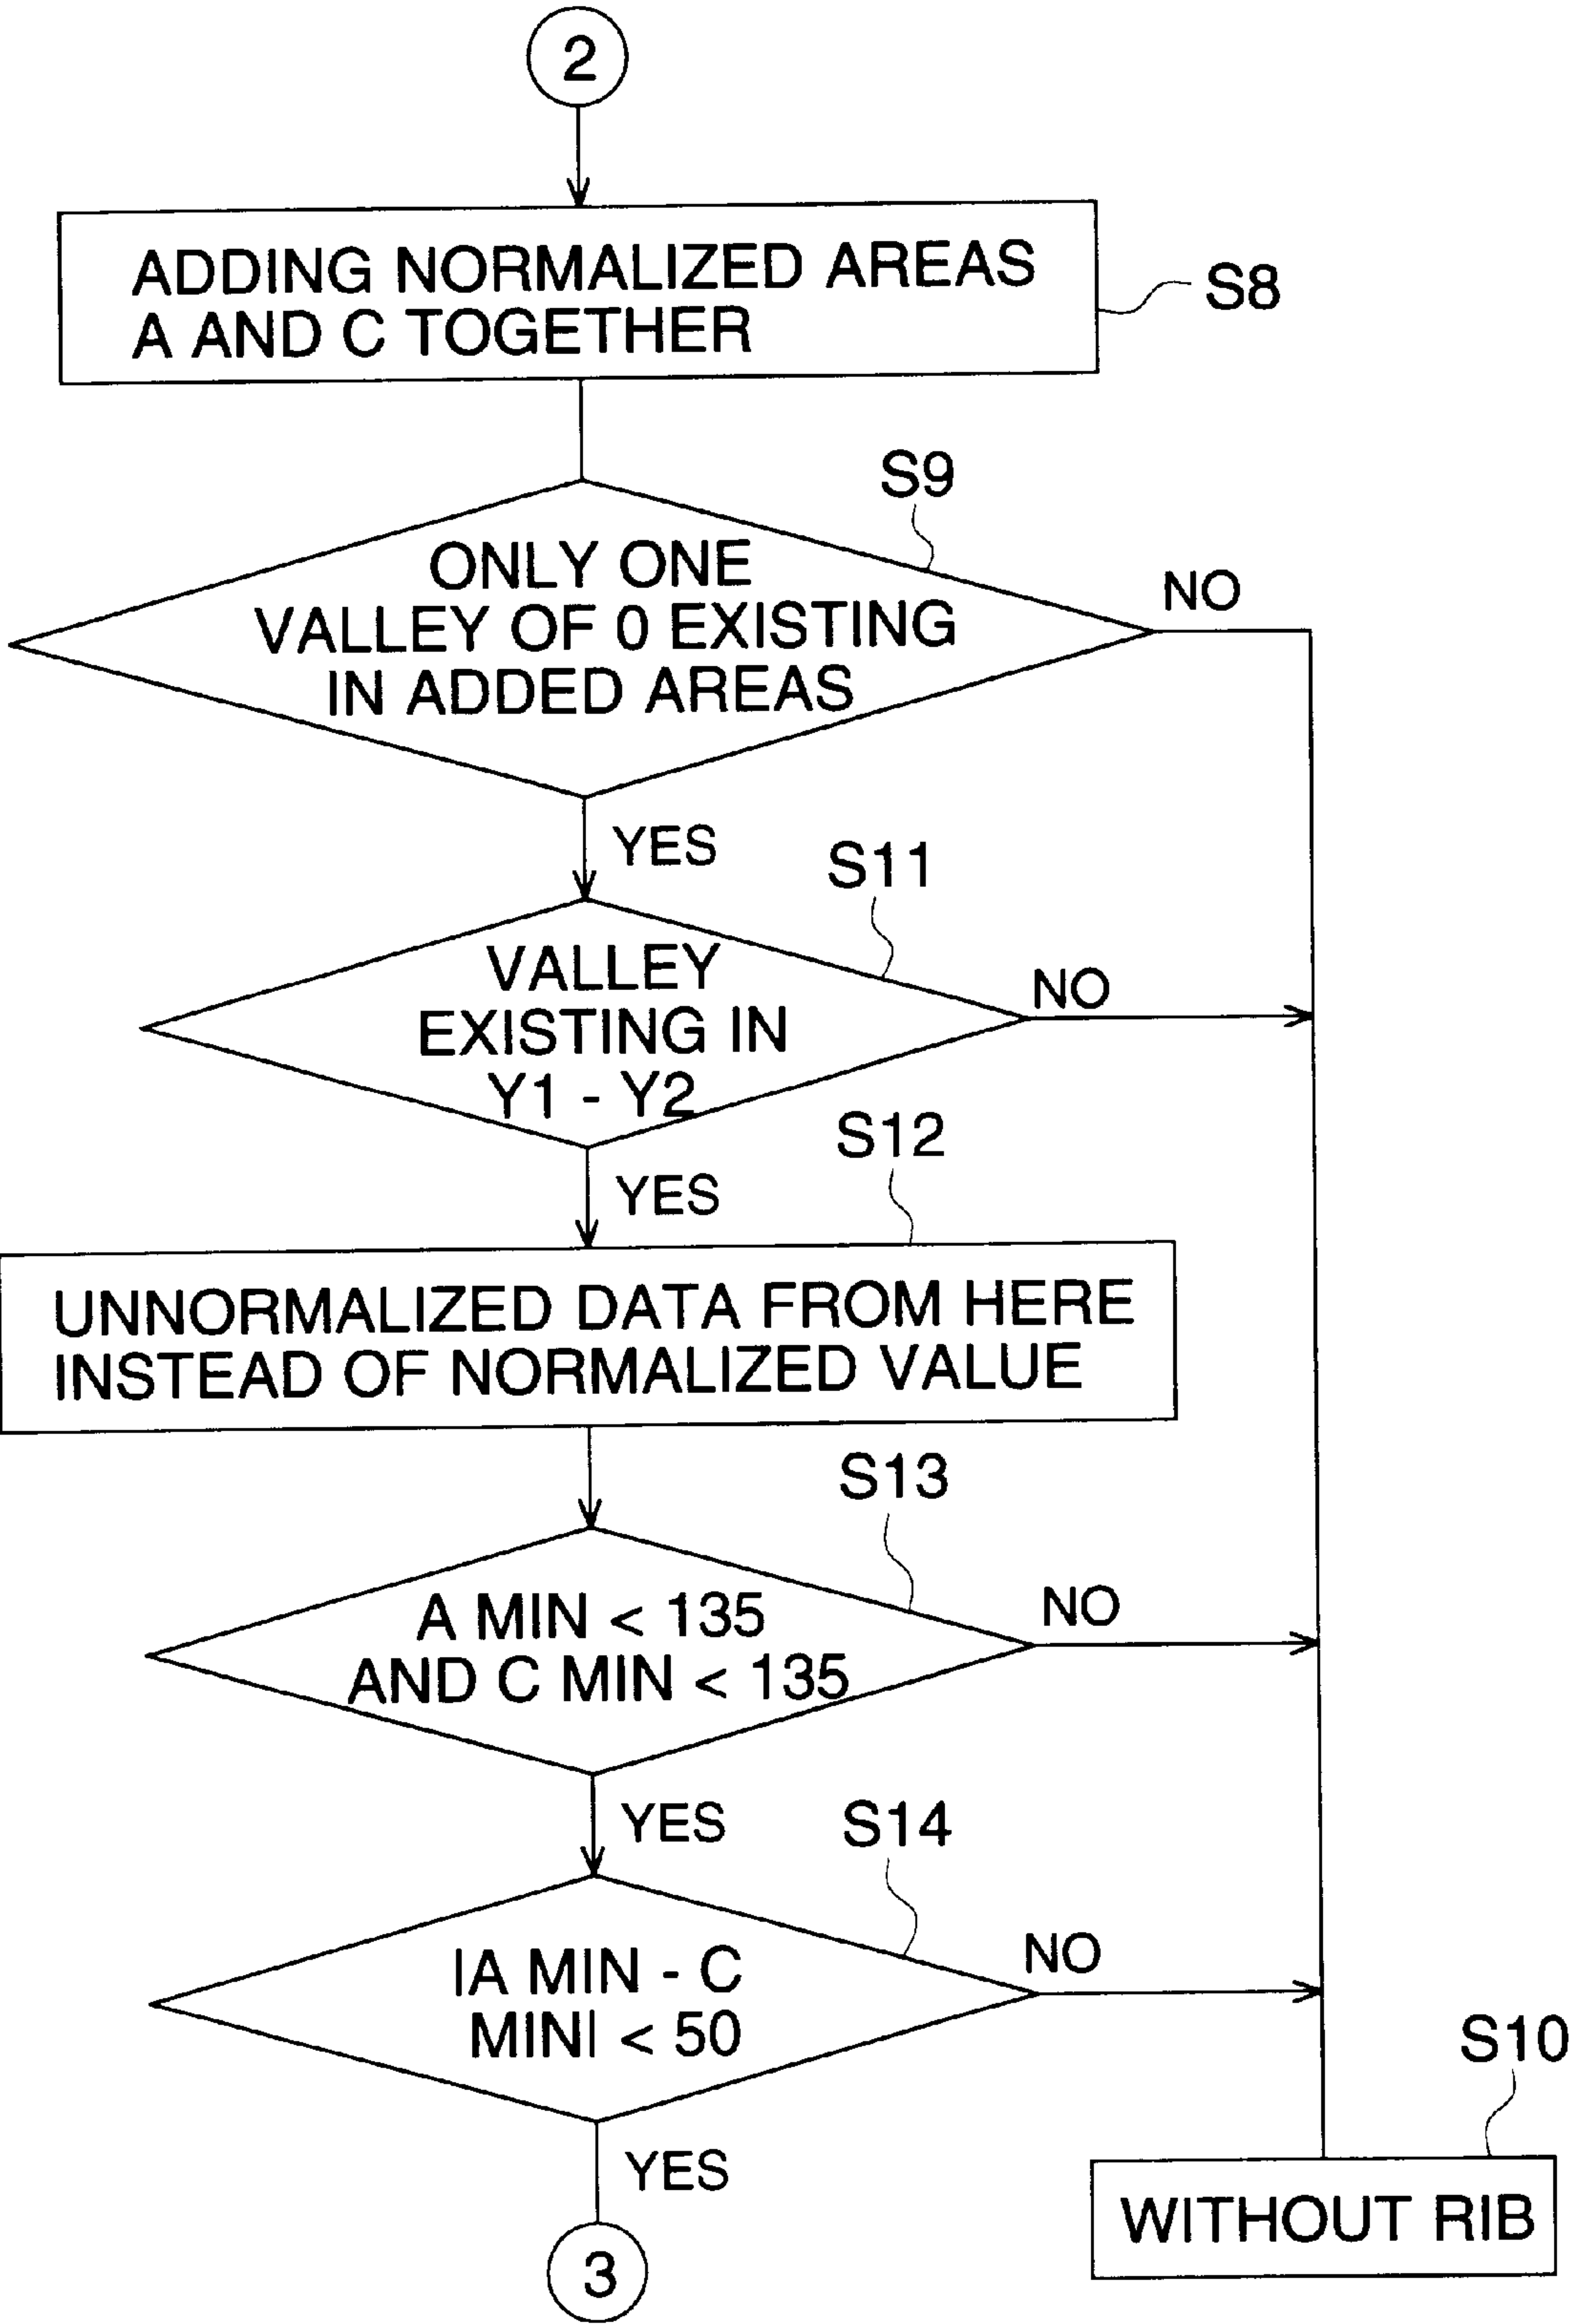 2
ADDING NORMALIZED AREAS
A AND C TOGETHER
S8
S9
ONLY ONE
VALLEY OF 0 EXISTING
IN ADDED AREAS
NO
YES
S11
VALLEY
EXISTING IN
Y1 - Y2
NO
YES
S12
UNNORMALIZED DATA FROM HERE
INSTEAD OF NORMALIZED VALUE
S13
A MIN < 135
AND C MIN < 135
NO
YES
S14
|A MIN - C
MIN| < 50
NO
YES
S10
WITHOUT RIB
3